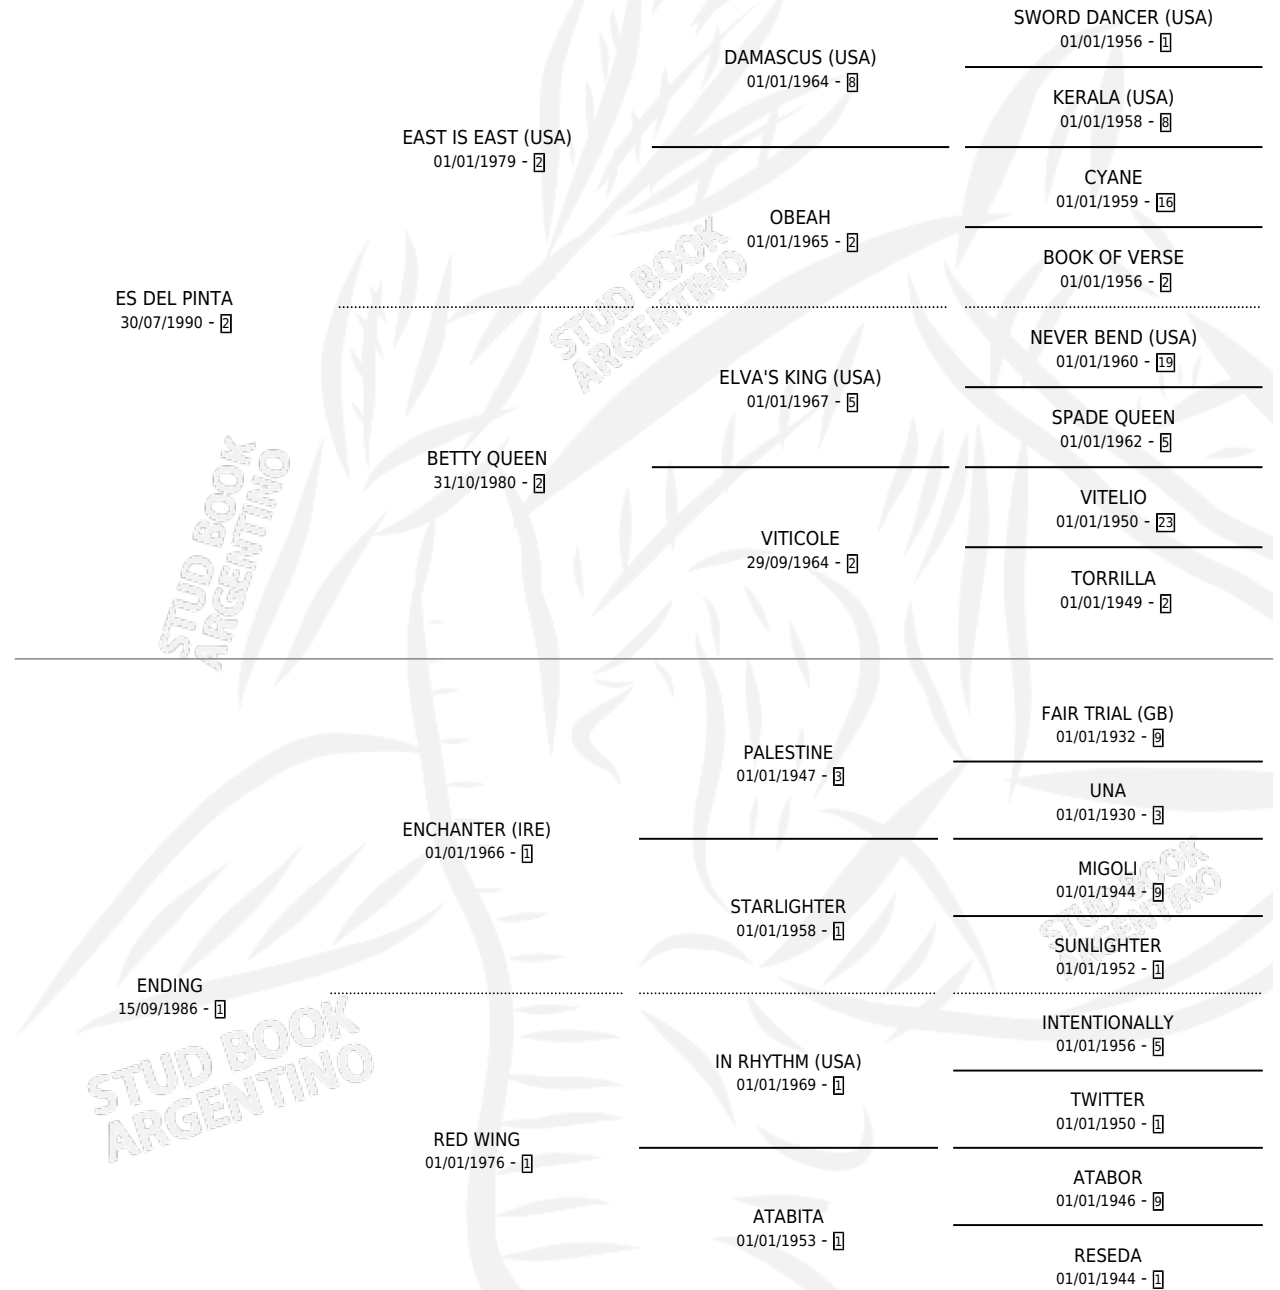 SWORD DANCER (USA)
01/01/1956 - 1
DAMASCUS (USA)
01/01/1964 - 8
KERALA (USA)
01/01/1958 - 8
EAST IS EAST (USA)
01/01/1979 - 2
CYANE
01/01/1959 - 16
OBEAH
01/01/1965 - 2
BOOK OF VERSE
01/01/1956 - 2
ES DEL PINTA
30/07/1990 - 2
STUD BOOK
ARGENTINO
NEVER BEND (USA)
01/01/1960 - 19
ELVA'S KING (USA)
01/01/1967 - 5
SPADE QUEEN
01/01/1962 - 5
BETTY QUEEN
31/10/1980 - 2
VITELIO
01/01/1950 - 23
VITICOLE
29/09/1964 - 2
TORRILLA
01/01/1949 - 2
STUD BOOK
ARGENTINO
FAIR TRIAL (GB)
01/01/1932 - 9
PALESTINE
01/01/1947 - 3
UNA
01/01/1930 - 3
ENCHANTER (IRE)
01/01/1966 - 1
MIGOLI
01/01/1944 - 9
STARLIGHTER
01/01/1958 - 1
SUNLIGHTER
01/01/1952 - 1
STUD BOOK
ARGENTINO
ENDING
15/09/1986 - 1
INTENTIONALLY
01/01/1956 - 5
IN RHYTHM (USA)
01/01/1969 - 1
TWITTER
01/01/1950 - 1
STUD BOOK
ARGENTINO
RED WING
01/01/1976 - 1
ATABOR
01/01/1946 - 9
ATABITA
01/01/1953 - 1
RESEDA
01/01/1944 - 1